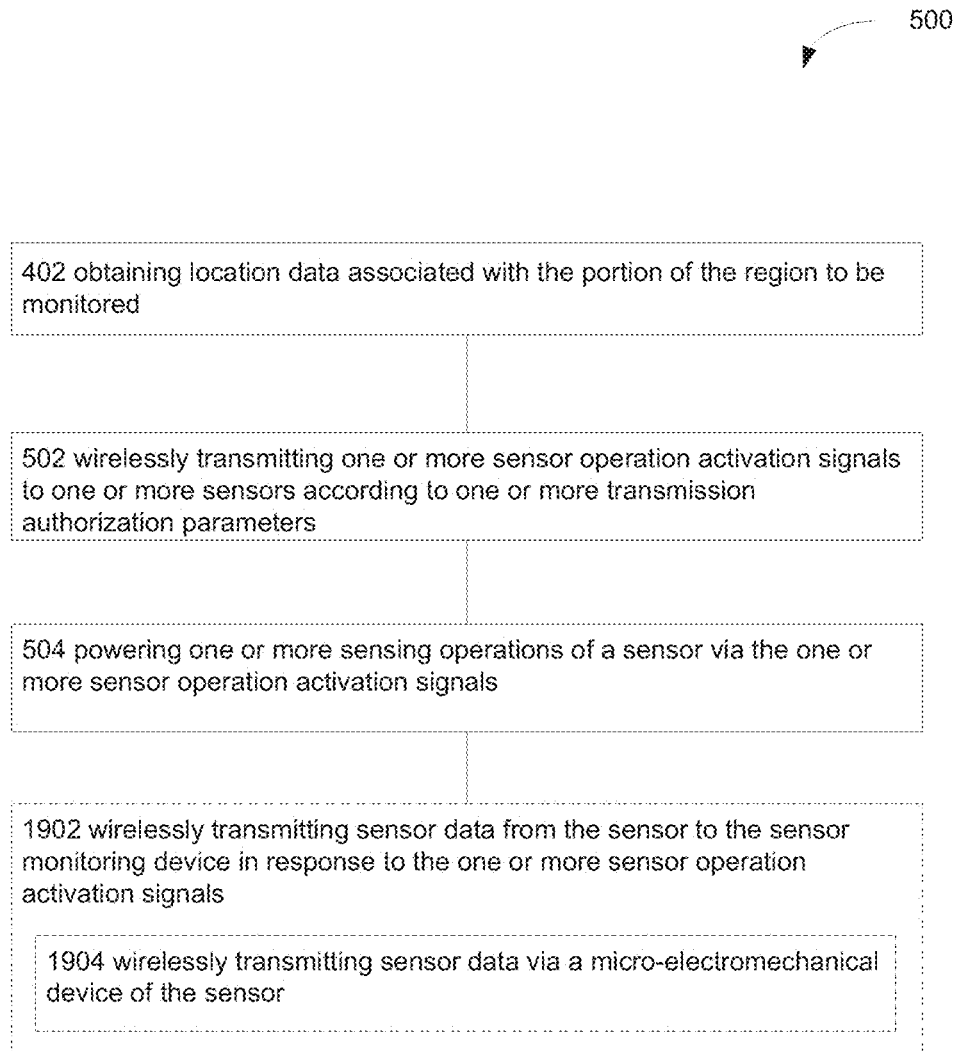 500
402 obtaining location data associated with the portion of the region to be
monitored
502 wirelessly transmitting one or more sensor operation activation signals
to one or more sensors according to one or more transmission
authorization parameters
504 powering one or more sensing operations of a sensor via the one or
more sensor operation activation signals
1902 wirelessly transmitting sensor data from the sensor to the sensor
monitoring device in response to the one or more sensor operation
activation signals
1904 wirelessly transmitting sensor data via a micro-electromechanical
device of the sensor